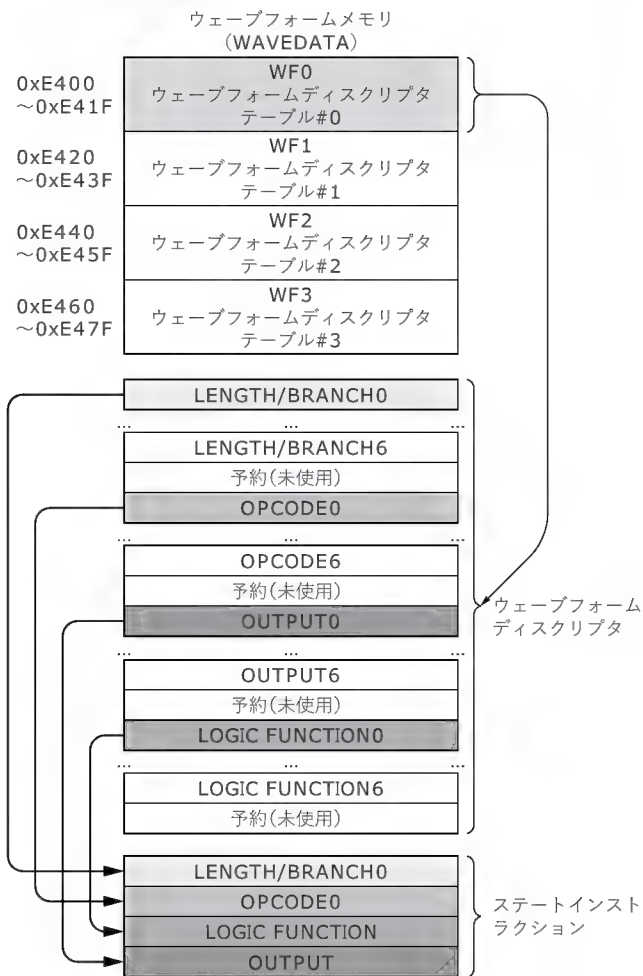 ウェーブフォームメモリ
(WAVEDATA)
0xE400
～0xE41F
WF0
ウェーブフォームディスクリプタ
テーブル#0
0xE420
～0xE43F
WF1
ウェーブフォームディスクリプタ
テーブル#1
0xE440
～0xE45F
WF2
ウェーブフォームディスクリプタ
テーブル#2
0xE460
～0xE47F
WF3
ウェーブフォームディスクリプタ
テーブル#3
LENGTH/BRANCH0
... ... ...
LENGTH/BRANCH6
予約(未使用)
OPCODE0
... ... ...
OPCODE6
予約(未使用)
OUTPUT0
... ... ...
OUTPUT6
予約(未使用)
LOGIC FUNCTION0
... ... ...
LOGIC FUNCTION6
予約(未使用)
ウェーブフォーム
ディスクリプタ
LENGTH/BRANCH0
OPCODE0
LOGIC FUNCTION
OUTPUT
ステートインスト
ラクション